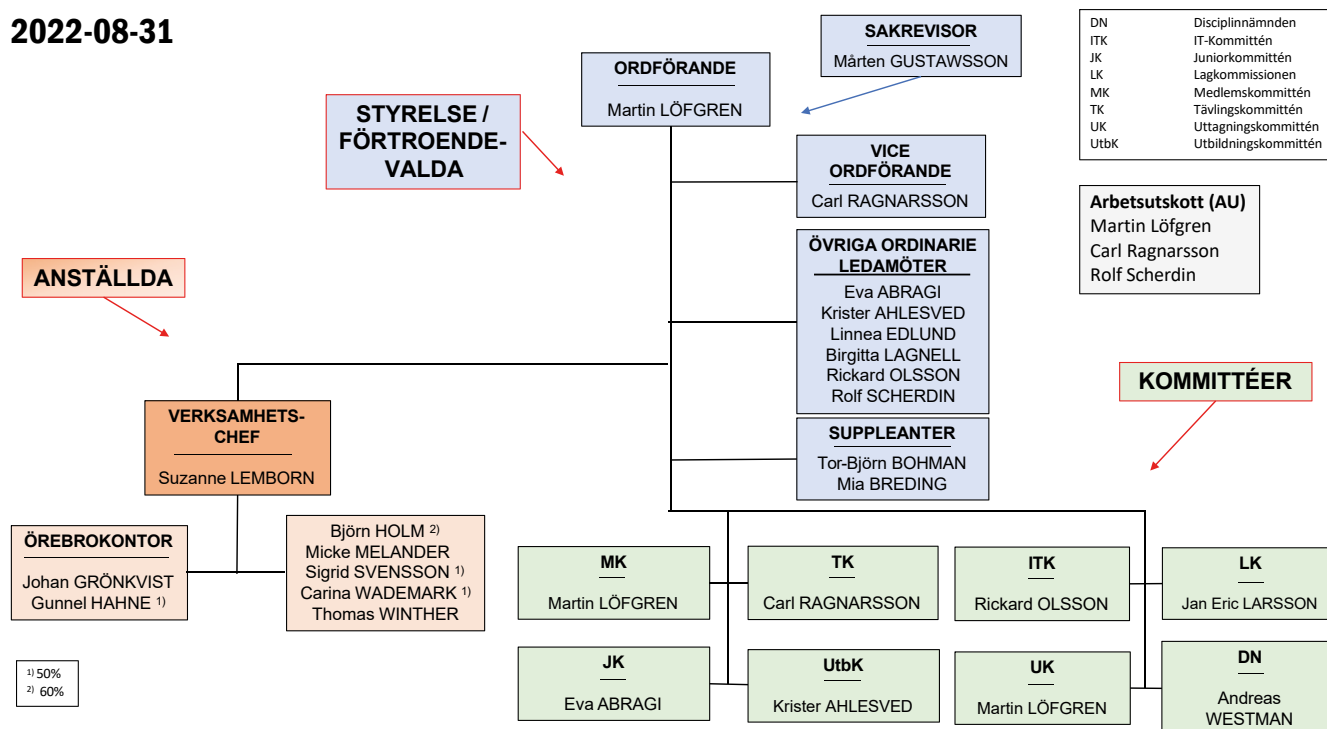 2022-08-31
SAKREVISOR
Mårten GUSTAWSSON
ORDFÖRANDE
Martin LÖFGREN
STYRELSE /
FÖRTROENDE-
VALDA
VICE
ORDFÖRANDE
Carl RAGNARSSON
ÖVRIGA ORDINARIE
LEDAMÖTER
Eva ABRAGI
Krister AHLESVED
Linnea EDLUND
Birgitta LAGNELL
Rickard OLSSON
Rolf SCHERDIN
SUPPLEANTER
Tor-Björn BOHMAN
Mia BREDING
DN Disciplinnämnden
ITK IT-Kommittén
JK Juniorkommittén
LK Lagkommissionen
MK Medlemskommittén
TK Tävlingskommittén
UK Uttagningskommittén
UtbK Utbildningskommittén
Arbetsutskott (AU)
Martin Löfgren
Carl Ragnarsson
Rolf Scherdin
ANSTÄLLDA
VERKSAMHETS-
CHEF
Suzanne LEMBORN
ÖREBROKONTOR
Johan GRÖNKVIST
Gunnel HAHNE 1)
Björn HOLM 2)
Micke MELANDER
Sigrid SVENSSON 1)
Carina WADEMARK 1)
Thomas WINTHER
1) 50%
2) 60%
KOMMITTÉER
MK
Martin LÖFGREN
TK
Carl RAGNARSSON
ITK
Rickard OLSSON
LK
Jan Eric LARSSON
JK
Eva ABRAGI
UtbK
Krister AHLESVED
UK
Martin LÖFGREN
DN
Andreas
WESTMAN